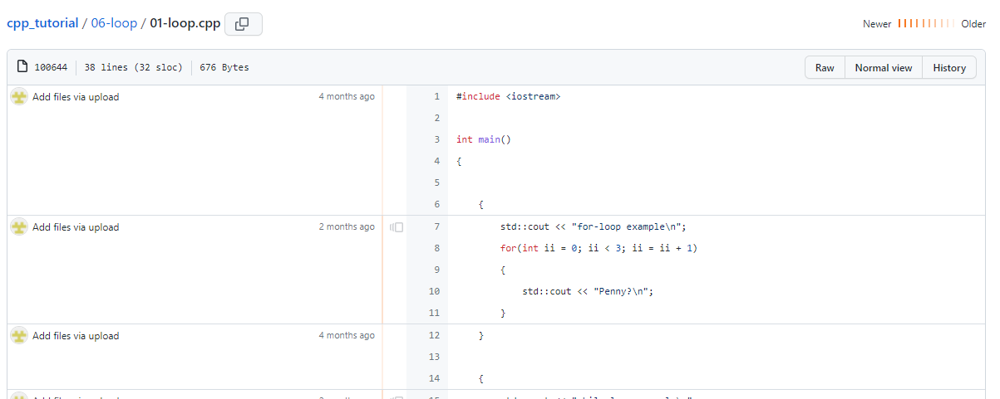 cpp_tutorial / 06-loop / 01-loop.cpp
Newer Older
100644 38 lines (32 sloc) 676 Bytes
Raw Normal view History
Add files via upload 4 months ago 1 #include <iostream>
2
3 int main()
4 {
5
6 {
Add files via upload 2 months ago 7 std::cout << "for-loop example\n";
8 for(int ii = 0; ii < 3; ii = ii + 1)
9 {
10 std::cout << "Penny?\n";
11 }
Add files via upload 4 months ago 12 }
13
14 {